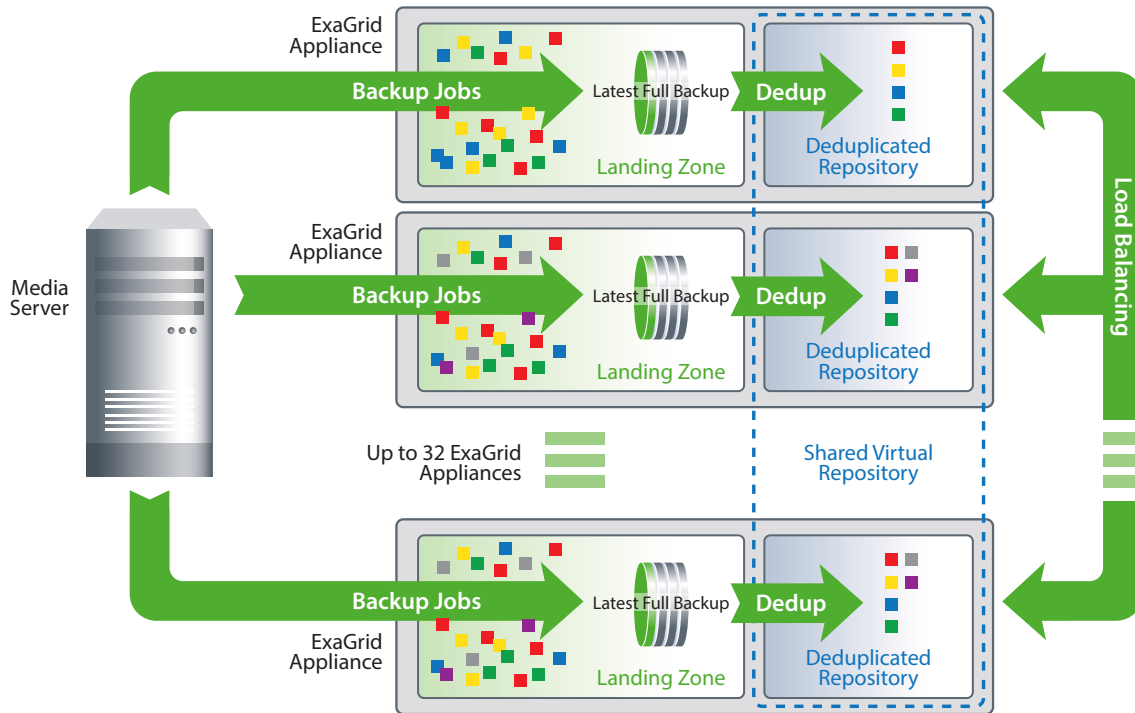 ExaGrid
Appliance
Backup Jobs
Latest Full Backup
Dedup
Landing Zone
Deduplicated
Repository
ExaGrid
Appliance
Media
Server
Backup Jobs
Latest Full Backup
Dedup
Landing Zone
Deduplicated
Repository
Load Balancing
Up to 32 ExaGrid
Appliances
Shared Virtual
Repository
Backup Jobs
Latest Full Backup
Dedup
ExaGrid
Appliance
Landing Zone
Deduplicated
Repository